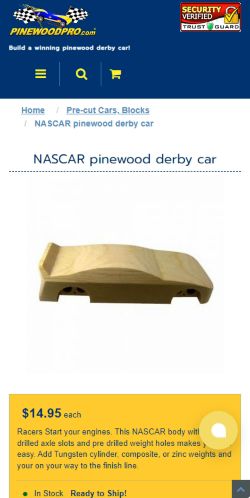 PINEWOODPRO.com
SECURITY
VERIFIED
TRUST GUARD
Build a winning pinewood derby car!
Home / Pre-cut Cars, Blocks
/ NASCAR pinewood derby car
NASCAR pinewood derby car
$14.95 each
Racers Start your engines. This NASCAR body with
drilled axle slots and pre drilled weight holes makes
easy. Add Tungsten cylinder, composite, or zinc weights and
your on your way to the finish line.
In Stock Ready to Ship!